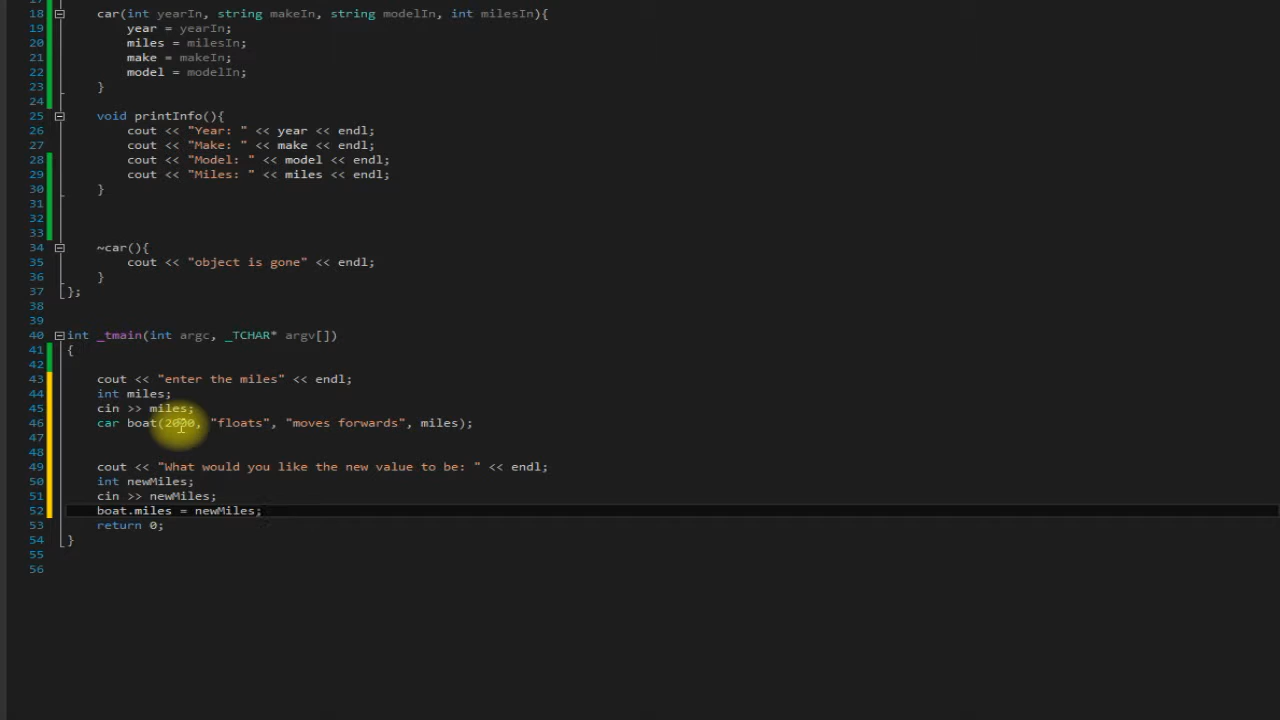 17
18 car(int yearIn, string makeIn, string modelIn, int milesIn){
19 year = yearIn;
20 miles = milesIn;
21 make = makeIn;
22 model = modelIn;
23 }
24
25 void printInfo(){
26 cout << "Year: " << year << endl;
27 cout << "Make: " << make << endl;
28 cout << "Model: " << model << endl;
29 cout << "Miles: " << miles << endl;
30 }
31
32
33
34 ~car(){
35 cout << "object is gone" << endl;
36 }
37 };
38
39
40 int _tmain(int argc, _TCHAR* argv[])
41 {
42
43 cout << "enter the miles" << endl;
44 int miles;
45 cin >> miles;
46 car boat(2000, "floats", "moves forwards", miles);
47
48
49 cout << "What would you like the new value to be: " << endl;
50 int newMiles;
51 cin >> newMiles;
52 boat.miles = newMiles;
53 return 0;
54 }
55
56